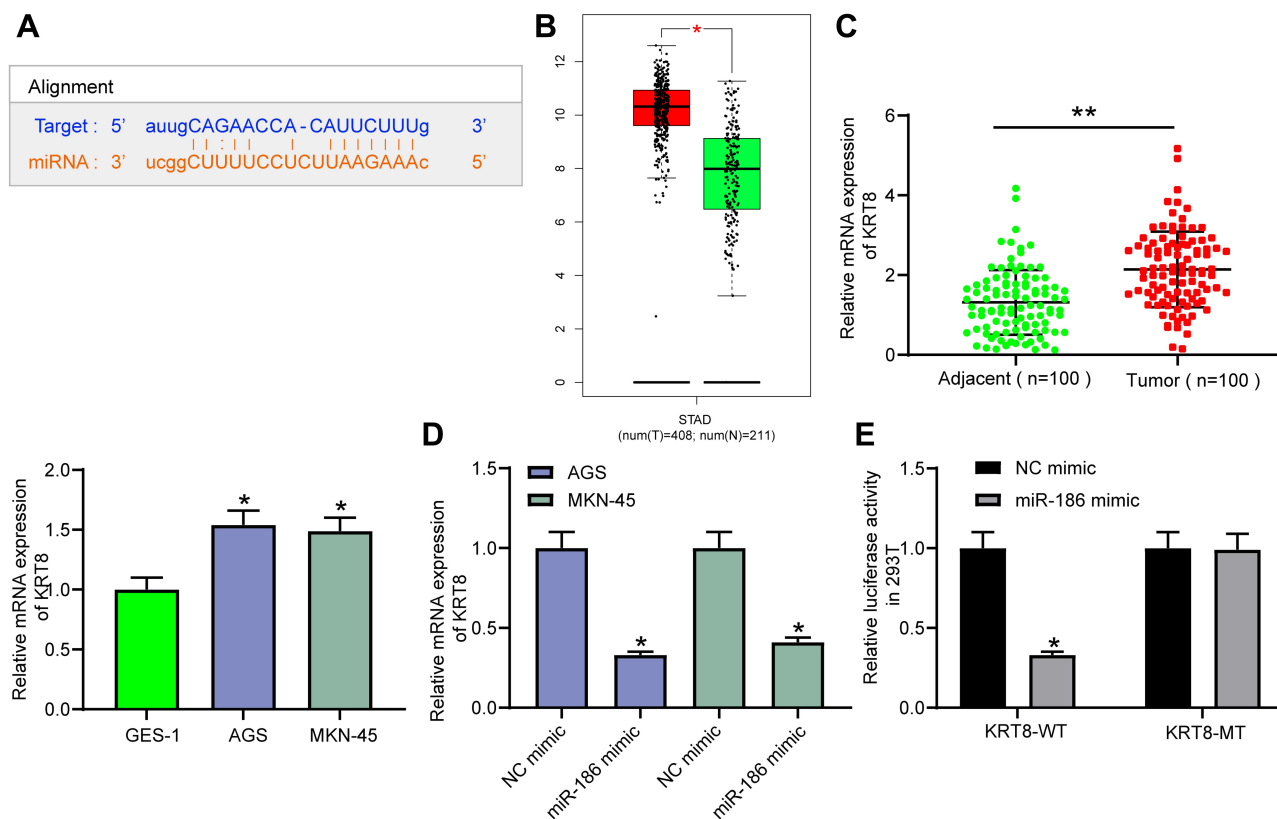 A
Alignment
Target : 5’ auugCAGAACCA - CAUUCUUUg 3’
miRNA : 3’ ucggCUUUUCCUCUUAAGAAAc 5’
B
*
12
10
8
6
4
2
0
STAD
(num(T)=408; num(N)=211)
C
Relative mRNA expression
of KRT8
6
4
2
0
**
Adjacent ( n=100 )
Tumor ( n=100 )
Relative mRNA expression
of KRT8
2.0
1.5
1.0
0.5
0.0
*
*
GES-1
AGS
MKN-45
D
Relative mRNA expression
of KRT8
1.5
1.0
0.5
0.0
AGS
MKN-45
*
*
NC mimic
miR-186 mimic
NC mimic
miR-186 mimic
E
Relative luciferase activity
in 293T
1.5
1.0
0.5
0.0
NC mimic
miR-186 mimic
*
KRT8-WT
KRT8-MT